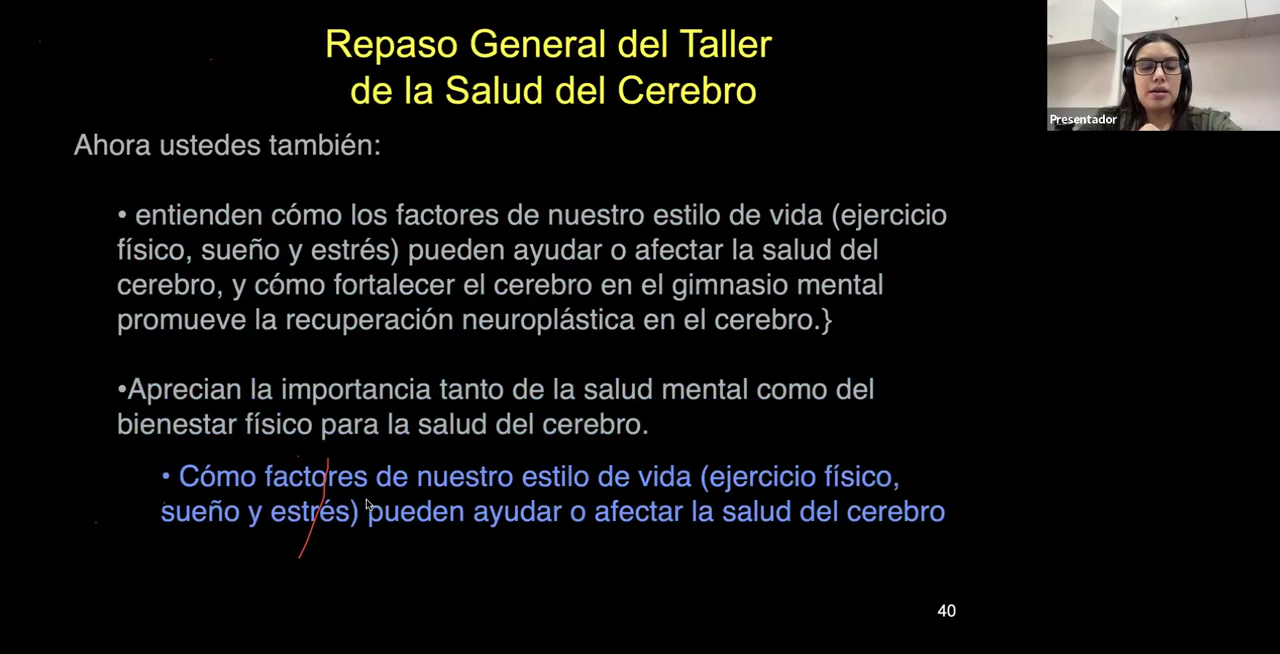 Repaso General del Taller
de la Salud del Cerebro
Presentador
Ahora ustedes también:
• entienden cómo los factores de nuestro estilo de vida (ejercicio
físico, sueño y estrés) pueden ayudar o afectar la salud del
cerebro, y cómo fortalecer el cerebro en el gimnasio mental
promueve la recuperación neuroplástica en el cerebro.}
•Aprecian la importancia tanto de la salud mental como del
bienestar físico para la salud del cerebro.
• Cómo factores de nuestro estilo de vida (ejercicio físico,
sueño y estrés) pueden ayudar o afectar la salud del cerebro
40